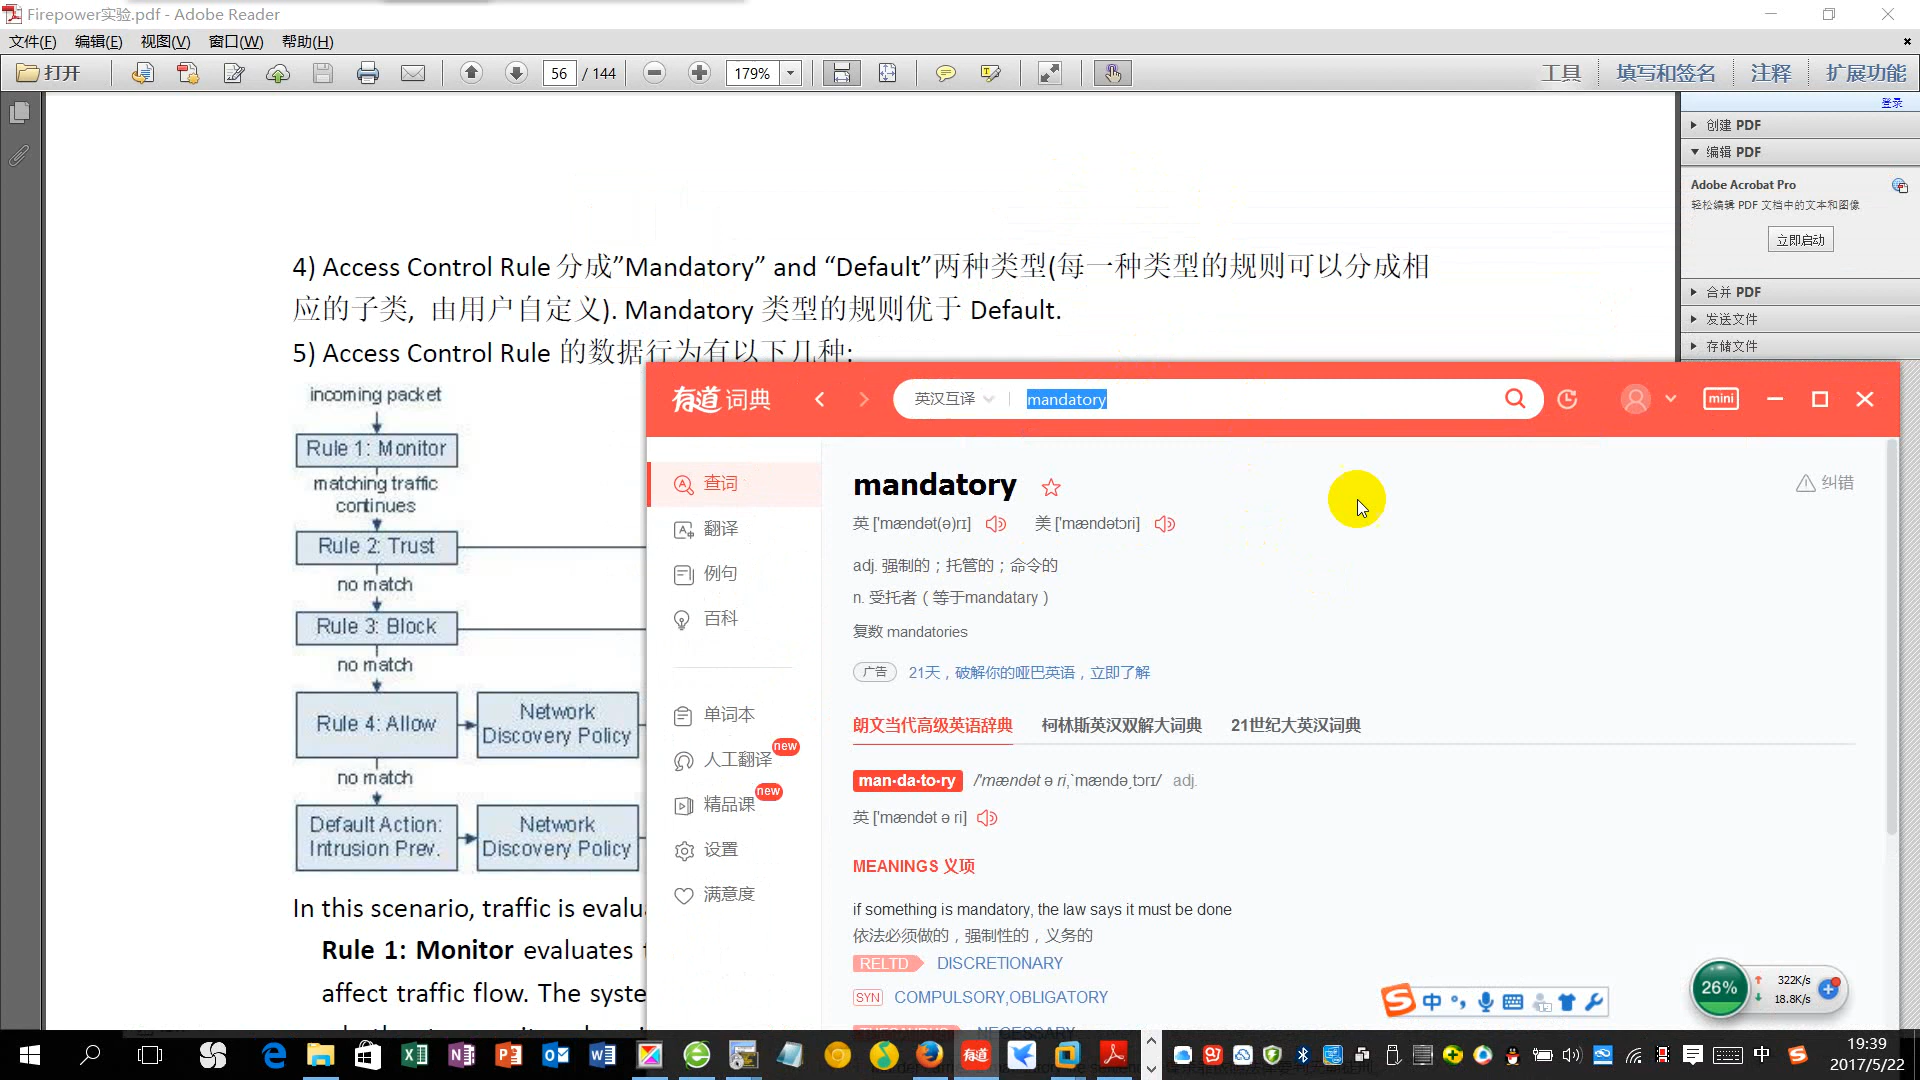 Firepower实验.pdf - Adobe Reader
文件(F) 编辑(E) 视图(V) 窗口(W) 帮助(H)
打开 56 / 144 179% 工具 填写和签名 注释 扩展功能
登录
创建 PDF
编辑 PDF
Adobe Acrobat Pro
轻松编辑 PDF 文档中的文本和图像
立即启动
合并 PDF
发送文件
存储文件
4) Access Control Rule 分成”Mandatory” and “Default”两种类型(每一种类型的规则可以分成相
应的子类, 由用户自定义). Mandatory 类型的规则优于 Default.
5) Access Control Rule 的数据行为有以下几种:
incoming packet
Rule 1: Monitor
matching traffic
continues
Rule 2: Trust
no match
Rule 3: Block
no match
Rule 4: Allow
Network
Discovery Policy
no match
Default Action:
Intrusion Prev.
Network
Discovery Policy
In this scenario, traffic is evalu
Rule 1: Monitor evaluates
affect traffic flow. The syste
有道词典 英汉互译 mandatory mini
查词
翻译
例句
百科
单词本
人工翻译 new
精品课 new
设置
满意度
mandatory 纠错
英 ['mændət(ə)rɪ] 美 ['mændətɔri]
adj. 强制的；托管的；命令的
n. 受托者（等于mandatary）
复数 mandatories
广告 21天，破解你的哑巴英语，立即了解
朗文当代高级英语辞典 柯林斯英汉双解大词典 21世纪大英汉词典
man·da·to·ry /'mændət ə ri,`mændəˌtɔrɪ/ adj.
英 ['mændət ə ri]
MEANINGS 义项
if something is mandatory, the law says it must be done
依法必须做的，强制性的，义务的
RELTD DISCRETIONARY
SYN COMPULSORY,OBLIGATORY
NECESSARY
中
26% 322K/s
18.8K/s
有道 中 19:39
2017/5/22